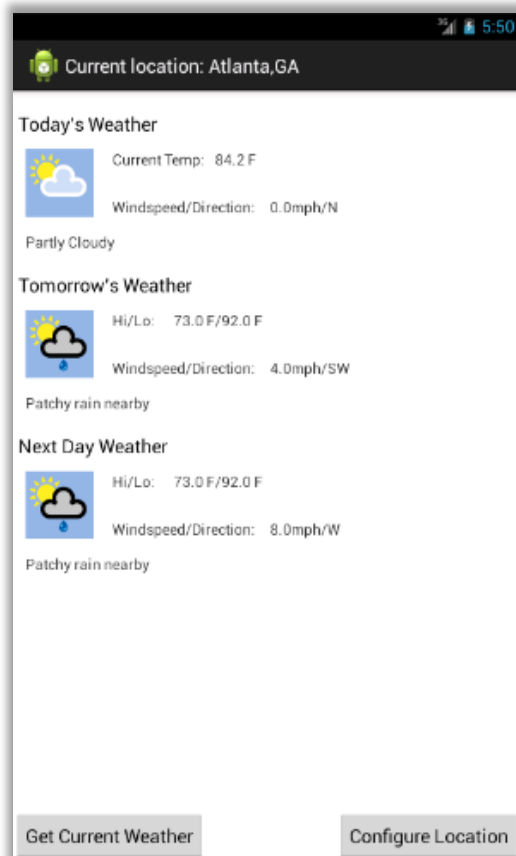 3G 5:50
Current location: Atlanta,GA
Today's Weather
Current Temp: 84.2 F
Windspeed/Direction: 0.0mph/N
Partly Cloudy
Tomorrow's Weather
Hi/Lo: 73.0 F/92.0 F
Windspeed/Direction: 4.0mph/SW
Patchy rain nearby
Next Day Weather
Hi/Lo: 73.0 F/92.0 F
Windspeed/Direction: 8.0mph/W
Patchy rain nearby
Get Current Weather Configure Location